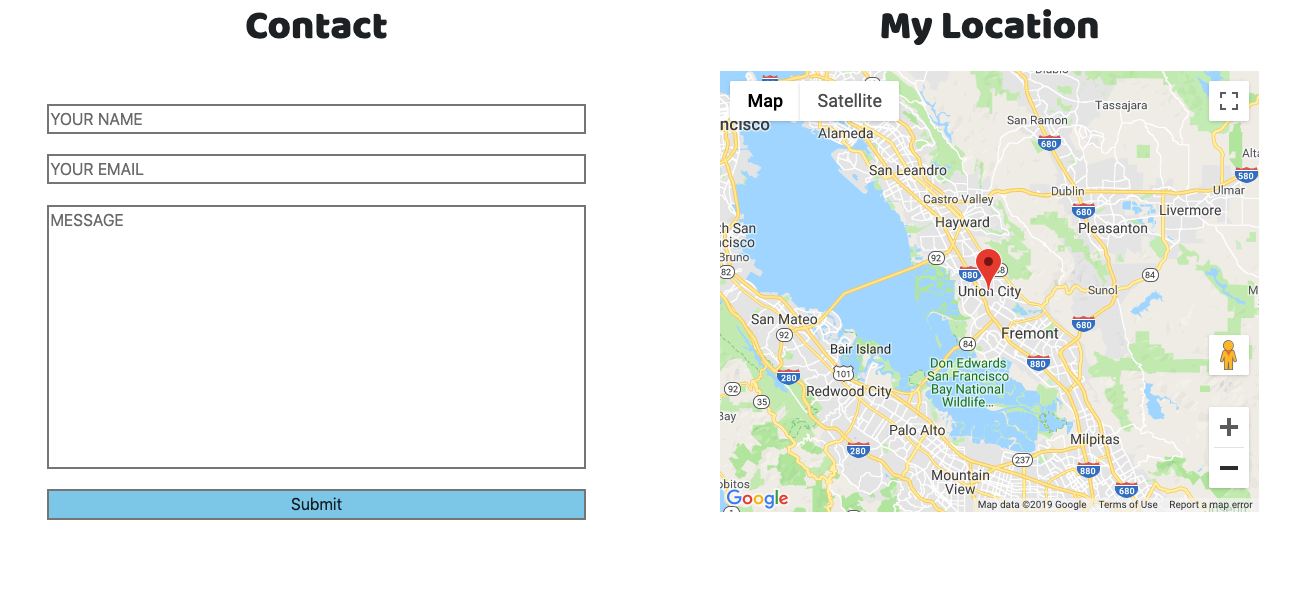 Contact
YOUR NAME
YOUR EMAIL
MESSAGE
Submit
My Location
Map
Satellite
ncisco
Alameda
Tassajara
San Ramon
680
San Leandro
580
Dublin
Ulmar
Castro Valley
680
Livermore
Hayward
Pleasanton
th San
ncisco
Bruno
92
82
880
84
Union City
Sunol
San Mateo
680
92
Fremont
84
Bair Island
880
101
Don Edwards
San Francisco
Bay National
Wildlife...
280
92
Redwood City
35
Bay
Palo Alto
Milpitas
280
237
880
Mountain
View
obitos
680
Google
Map data ©2019 Google
Terms of Use
Report a map error